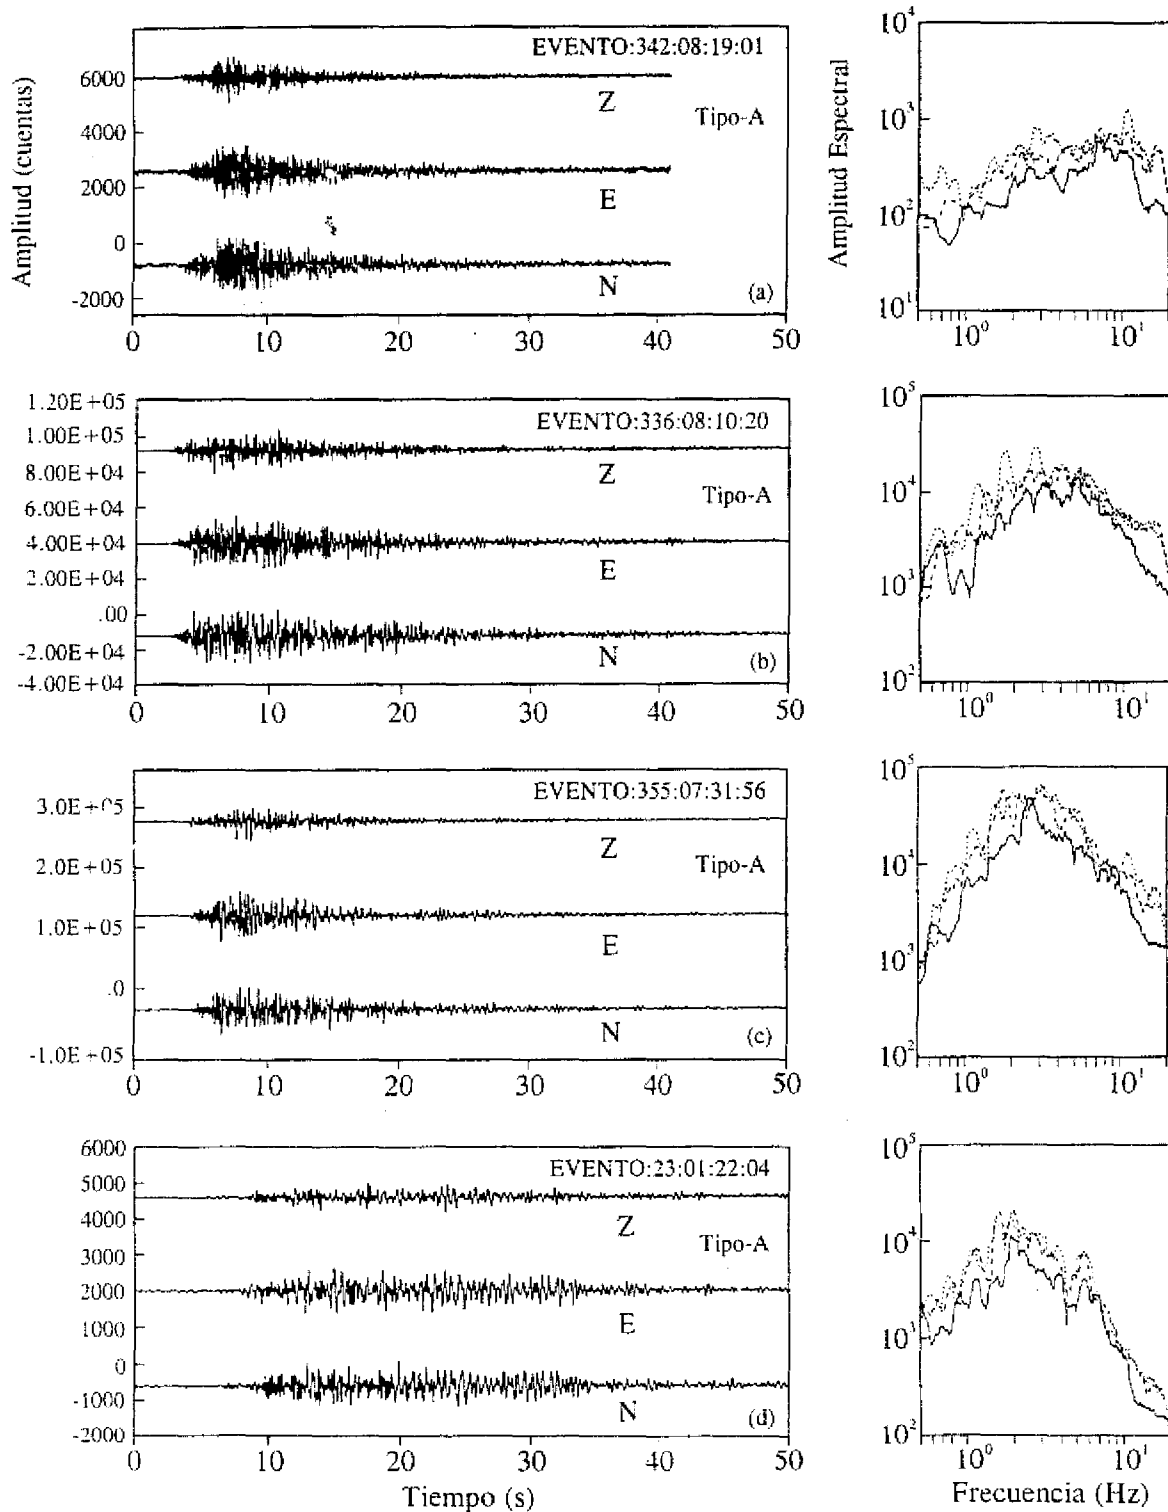 Amplitud (cuentas)
6000
4000
2000
0
-2000
EVENTO:342:08:19:01
Z
Tipo-A
E
N
(a)
0 10 20 30 40 50
Amplitud Espectral
10⁴
10³
10²
10¹
10⁰ 10¹
1.20E+05
1.00E+05
8.00E+04
6.00E+04
4.00E+04
2.00E+04
.00
-2.00E+04
-4.00E+04
EVENTO:336:08:10:20
Z
Tipo-A
E
N
(b)
0 10 20 30 40 50
10⁵
10⁴
10³
10²
10⁰ 10¹
3.0E+05
2.0E+05
1.0E+05
.0
-1.0E+05
EVENTO:355:07:31:56
Z
Tipo-A
E
N
(c)
0 10 20 30 40 50
10⁵
10⁴
10³
10²
10⁰ 10¹
6000
5000
4000
3000
2000
1000
0
-1000
-2000
EVENTO:23:01:22:04
Z
Tipo-A
E
N
(d)
0 10 20 30 40 50
Tiempo (s)
10⁵
10⁴
10³
10²
10⁰ 10¹
Frecuencia (Hz)